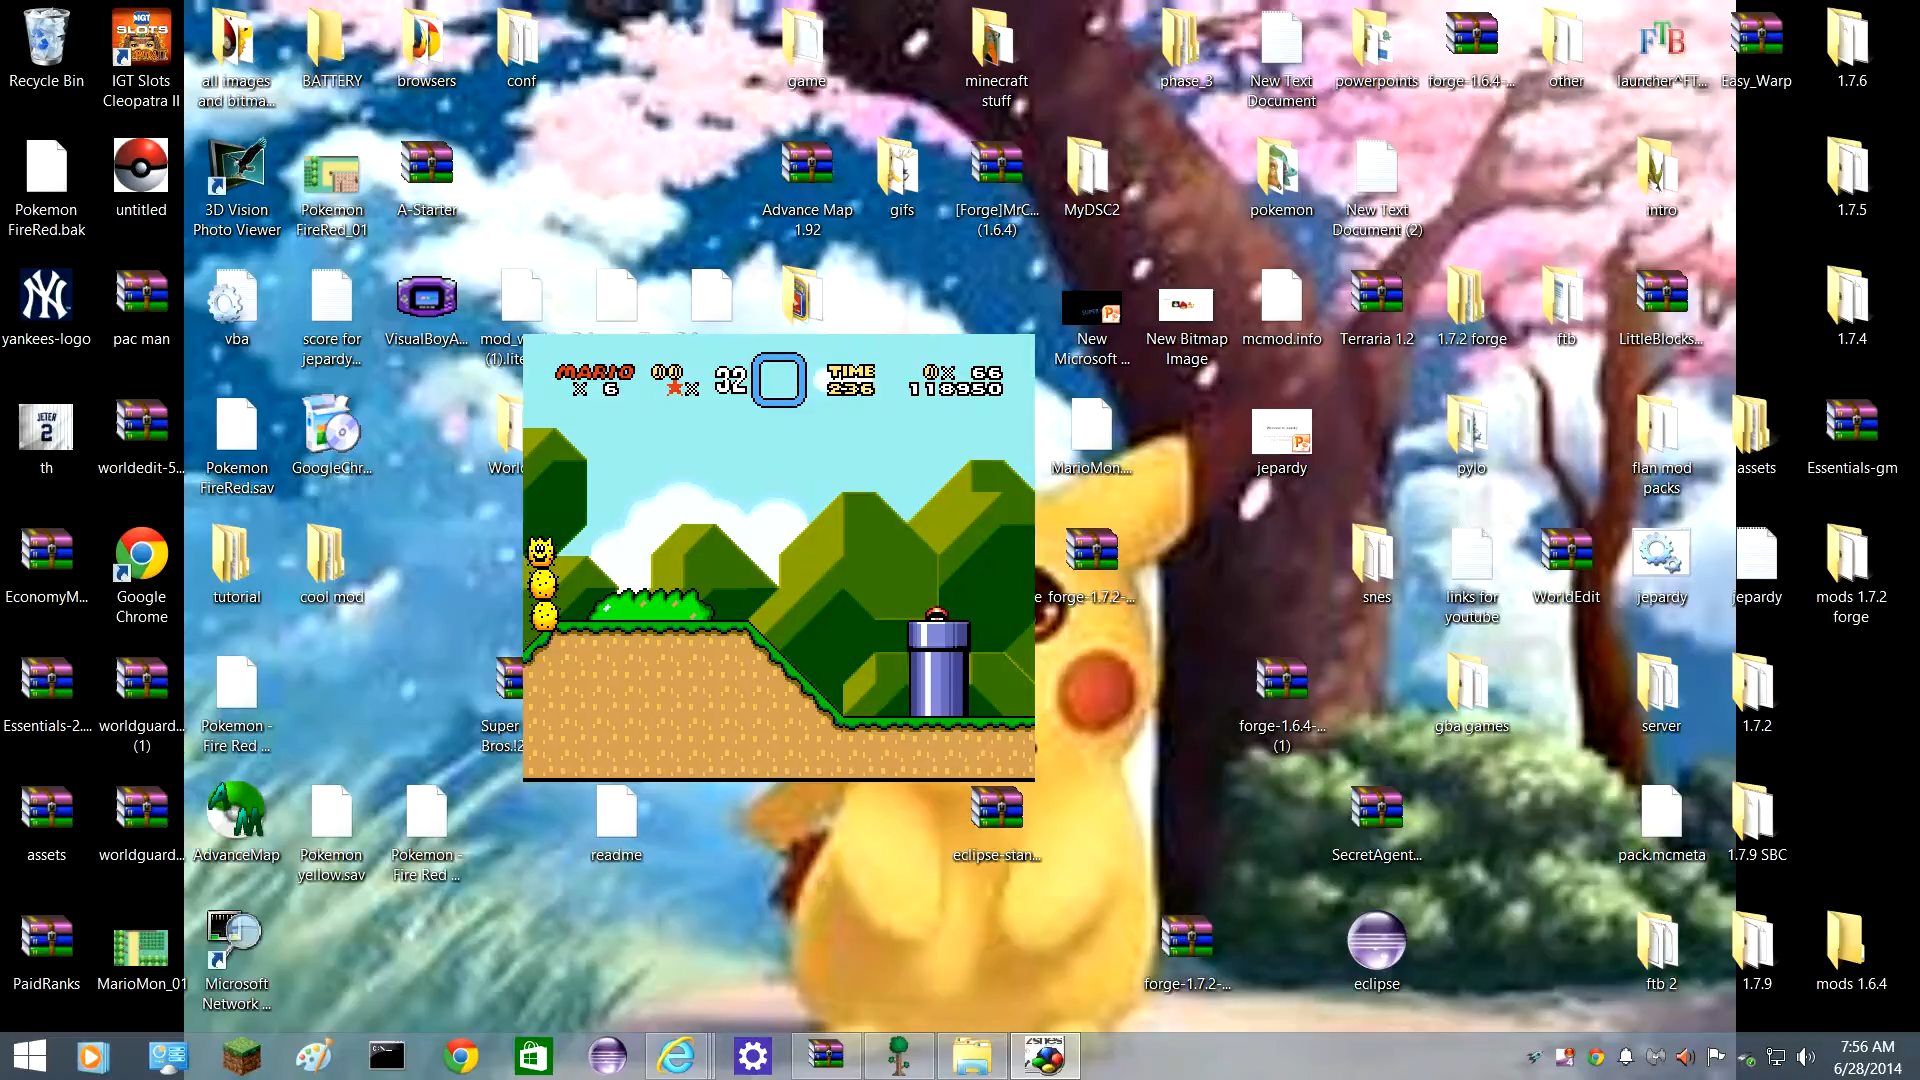 Recycle Bin
IGT Slots
Cleopatra II
all images
and bitma...
BATTERY
browsers
conf
game
minecraft
stuff
phase_3
New Text
Document
powerpoints
forge-1.6.4-...
other
launcher^FT...
Easy_Warp
1.7.6
Pokemon
FireRed.bak
untitled
3D Vision
Photo Viewer
Pokemon
FireRed_01
A-Starter
Advance Map
1.92
gifs
[Forge]MrC...
(1.6.4)
MyDSC2
pokemon
New Text
Document (2)
intro
1.7.5
yankees-logo
pac man
vba
score for
jepardy...
VisualBoyA...
New
Microsoft ...
New Bitmap
Image
mcmod.info
Terraria 1.2
1.7.2 forge
ftb
LittleBlocks...
1.7.4
MARIO
x 6
x
32
TIME
236
x 66
118950
th
worldedit-5...
Pokemon
FireRed.sav
GoogleChr...
MarioMon....
jepardy
pylo
flan mod
packs
assets
Essentials-gm
EconomyM...
Google
Chrome
tutorial
cool mod
forge-1.7.2-...
snes
links for
youtube
WorldEdit
jepardy
jepardy
mods 1.7.2
forge
Essentials-2....
worldguard...
(1)
Pokemon -
Fire Red ...
Super
Bros.!2
forge-1.6.4-...
(1)
gba games
server
1.7.2
assets
worldguard...
AdvanceMap
Pokemon
yellow.sav
Pokemon -
Fire Red ...
readme
eclipse-stan...
SecretAgent...
pack.mcmeta
1.7.9 SBC
PaidRanks
MarioMon_01
Microsoft
Network ...
forge-1.7.2-...
eclipse
ftb 2
1.7.9
mods 1.6.4
7:56 AM
6/28/2014